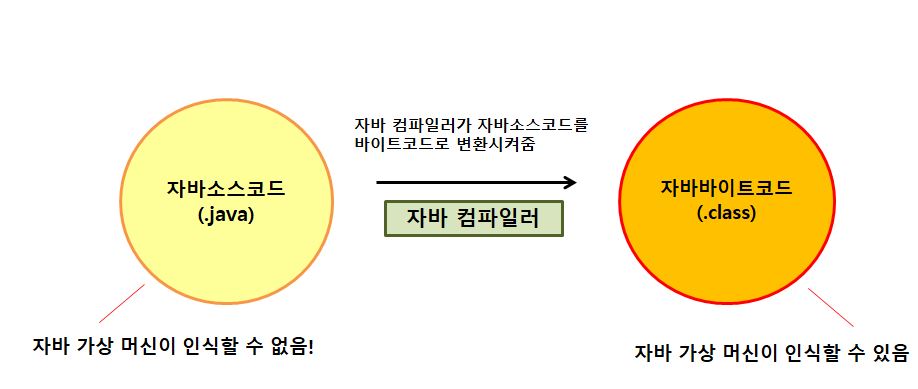 자바 컴파일러가 자바소스코드를
바이트코드로 변환시켜줌
자바소스코드
(.java)
자바 컴파일러
자바바이트코드
(.class)
자바 가상 머신이 인식할 수 없음!
자바 가상 머신이 인식할 수 있음